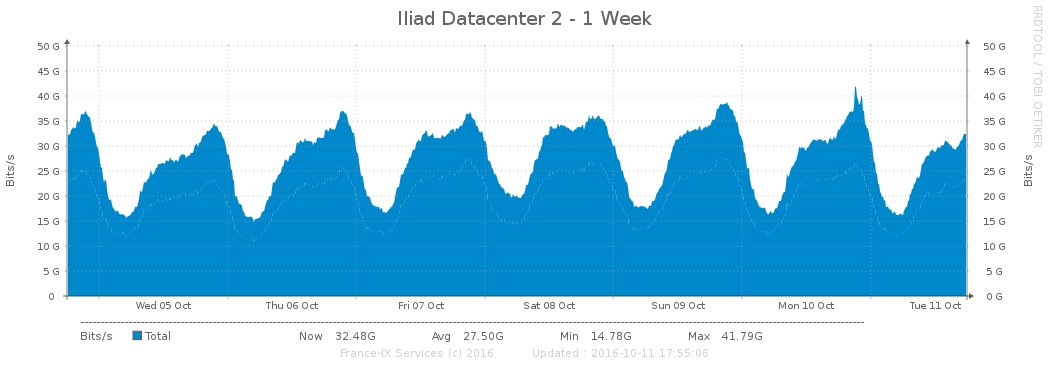 Iliad Datacenter 2 - 1 Week
RRDTOOL / TOBI OETIKER
Bits/s
50 G
45 G
40 G
35 G
30 G
25 G
20 G
15 G
10 G
5 G
0
50 G
45 G
40 G
35 G
30 G
25 G
20 G
15 G
10 G
5 G
0 G
Bits/s
Wed 05 Oct Thu 06 Oct Fri 07 Oct Sat 08 Oct Sun 09 Oct Mon 10 Oct Tue 11 Oct
Bits/s Total Now 32.48G Avg 27.50G Min 14.78G Max 41.79G
France-IX Services (c) 2016 Updated : 2016-10-11 17:55:06